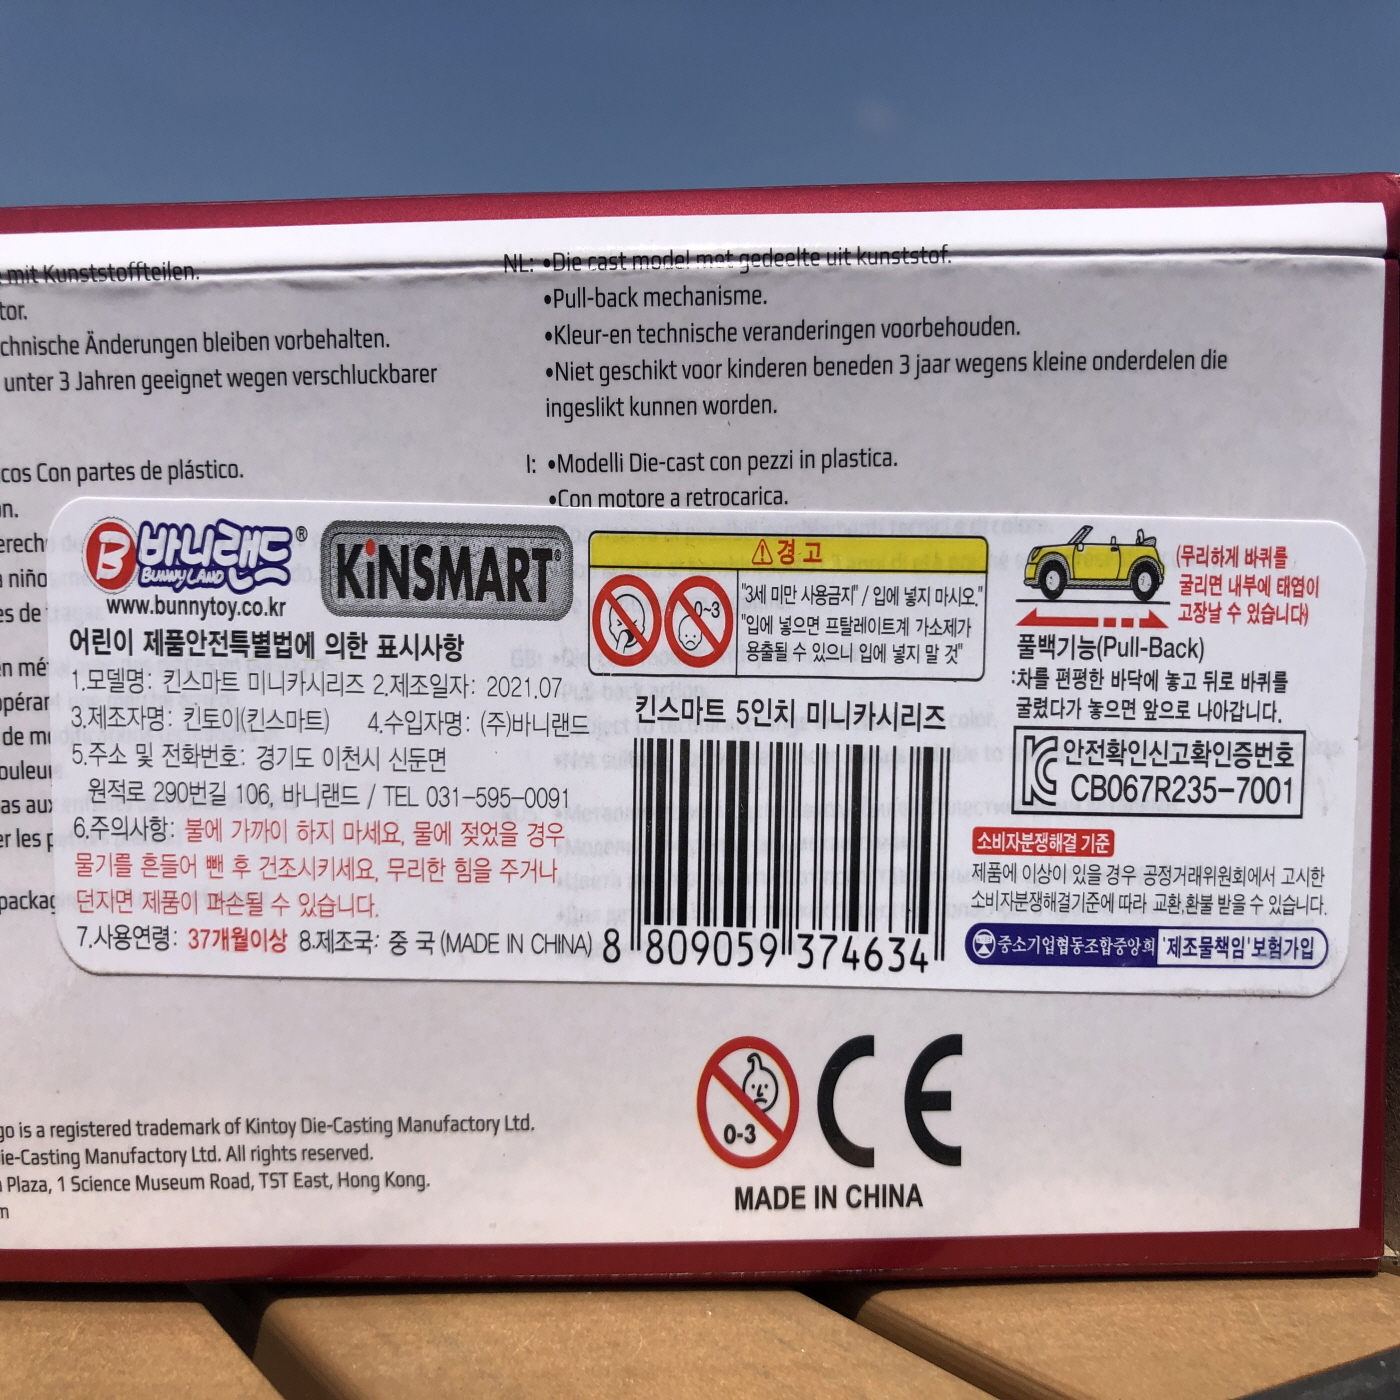 mit Kunststoffteilen.
tor.
chnische Änderungen bleiben vorbehalten.
unter 3 Jahren geeignet wegen verschluckbarer
cos Con partes de plástico.
n.
erech
niño
es de
en mé
opérar
de mo
ouleur
as aux
er les p
packag
NL: •Die cast model met gedeelte uit kunststof.
•Pull-back mechanisme.
•Kleur-en technische veranderingen voorbehouden.
•Niet geschikt voor kinderen beneden 3 jaar wegens kleine onderdelen die
ingeslikt kunnen worden.
I: •Modelli Die-cast con pezzi in plastica.
•Con motore a retrocarica.
B 바니랜드®
BUNNYLAND
www.bunnytoy.co.kr
KiNSMART®
어린이 제품안전특별법에 의한 표시사항
1.모델명: 킨스마트 미니카시리즈 2.제조일자: 2021.07.
3.제조자명: 킨토이(킨스마트) 4.수입자명: (주)바니랜드
5.주소 및 전화번호: 경기도 이천시 신둔면
원적로 290번길 106, 바니랜드 / TEL 031-595-0091
6.주의사항: 불에 가까이 하지 마세요, 물에 젖었을 경우
물기를 흔들어 뺀 후 건조시키세요, 무리한 힘을 주거나
던지면 제품이 파손될 수 있습니다.
7.사용연령: 37개월이상 8.제조국: 중 국(MADE IN CHINA)
경 고
0~3
"3세 미만 사용금지" / 입에 넣지 마시오."
"입에 넣으면 프탈레이트계 가소제가
용출될 수 있으니 입에 넣지 말 것"
킨스마트 5인치 미니카시리즈
8 809059 374634
(무리하게 바퀴를
굴리면 내부에 태엽이
고장날 수 있습니다)
풀백기능(Pull-Back)
:차를 편평한 바닥에 놓고 뒤로 바퀴를
굴렸다가 놓으면 앞으로 나아갑니다.
안전확인신고확인증번호
CB067R235-7001
소비자분쟁해결 기준
제품에 이상이 있을 경우 공정거래위원회에서 고시한
소비자분쟁해결기준에 따라 교환,환불 받을 수 있습니다.
중소기업협동조합중앙회 '제조물책임'보험가입
0-3
CE
MADE IN CHINA
go is a registered trademark of Kintoy Die-Casting Manufactory Ltd.
ie-Casting Manufactory Ltd. All rights reserved.
Plaza, 1 Science Museum Road, TST East, Hong Kong.
m